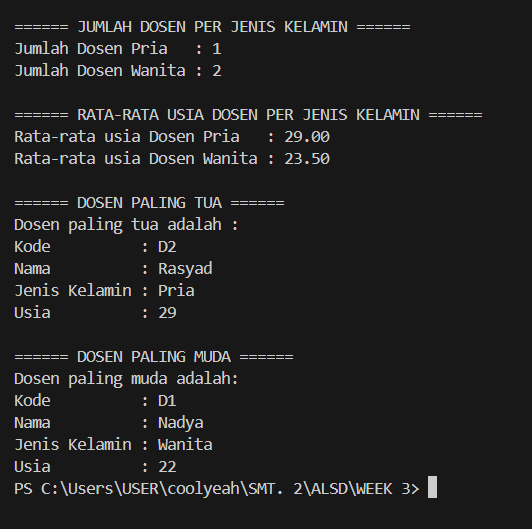 ====== JUMLAH DOSEN PER JENIS KELAMIN ======
Jumlah Dosen Pria   : 1
Jumlah Dosen Wanita : 2
====== RATA-RATA USIA DOSEN PER JENIS KELAMIN ======
Rata-rata usia Dosen Pria   : 29.00
Rata-rata usia Dosen Wanita : 23.50
====== DOSEN PALING TUA ======
Dosen paling tua adalah :
Kode          : D2
Nama          : Rasyad
Jenis Kelamin : Pria
Usia          : 29
====== DOSEN PALING MUDA ======
Dosen paling muda adalah:
Kode          : D1
Nama          : Nadya
Jenis Kelamin : Wanita
Usia          : 22
PS C:\Users\USER\coolyeah\SMT. 2\ALSD\WEEK 3>